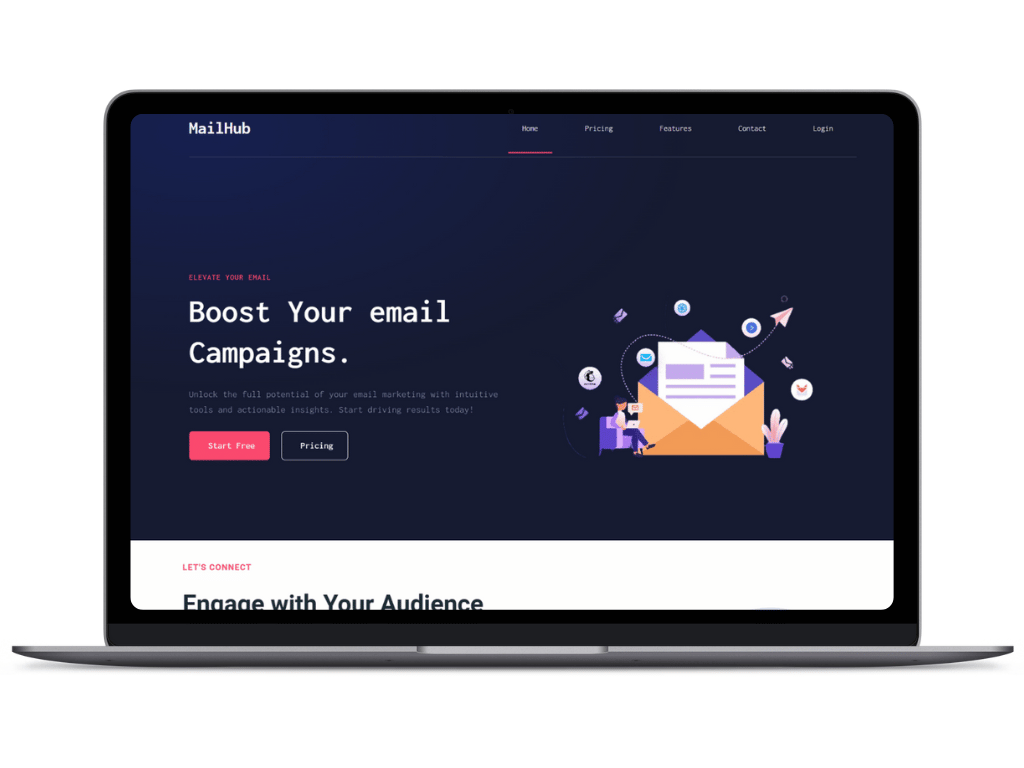 MailHub
Home Pricing Features Contact Login
ELEVATE YOUR EMAIL
Boost Your email
Campaigns.
Unlock the full potential of your email marketing with intuitive
tools and actionable insights. Start driving results today!
Start Free Pricing
LET'S CONNECT
Engage with Your Audience